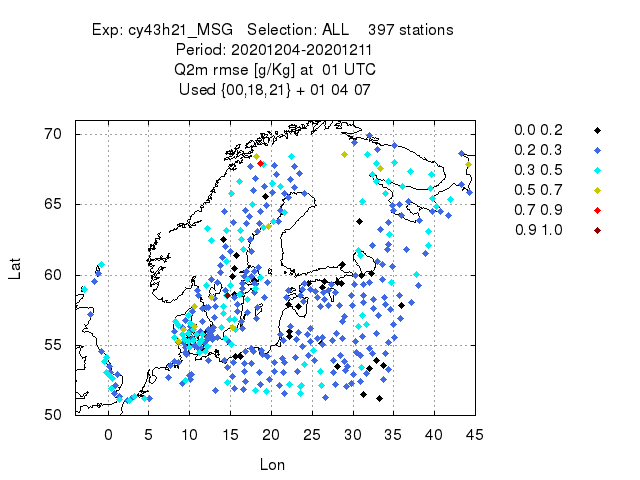 Exp: cy43h21_MSG   Selection: ALL    397 stations
Period: 20201204-20201211
Q2m rmse [g/Kg] at  01 UTC
Used {00,18,21} + 01 04 07
0.0 0.2
0.2 0.3
0.3 0.5
0.5 0.7
0.7 0.9
0.9 1.0
70
65
60
55
50
Lat
0 5 10 15 20 25 30 35 40 45
Lon